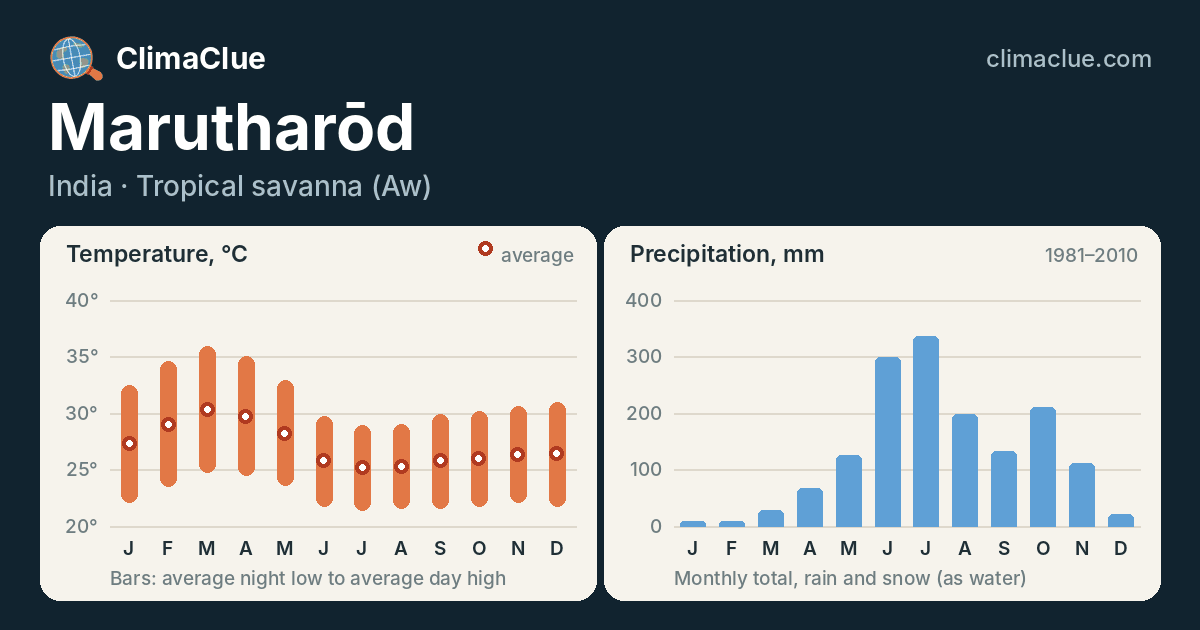 ClimaClue
climaclue.com
Marutharōd
India · Tropical savanna (Aw)
Temperature, °C
average
40°
35°
30°
25°
20°
J F M A M J J A S O N D
Bars: average night low to average day high
Precipitation, mm
1981–2010
400
300
200
100
0
J F M A M J J A S O N D
Monthly total, rain and snow (as water)